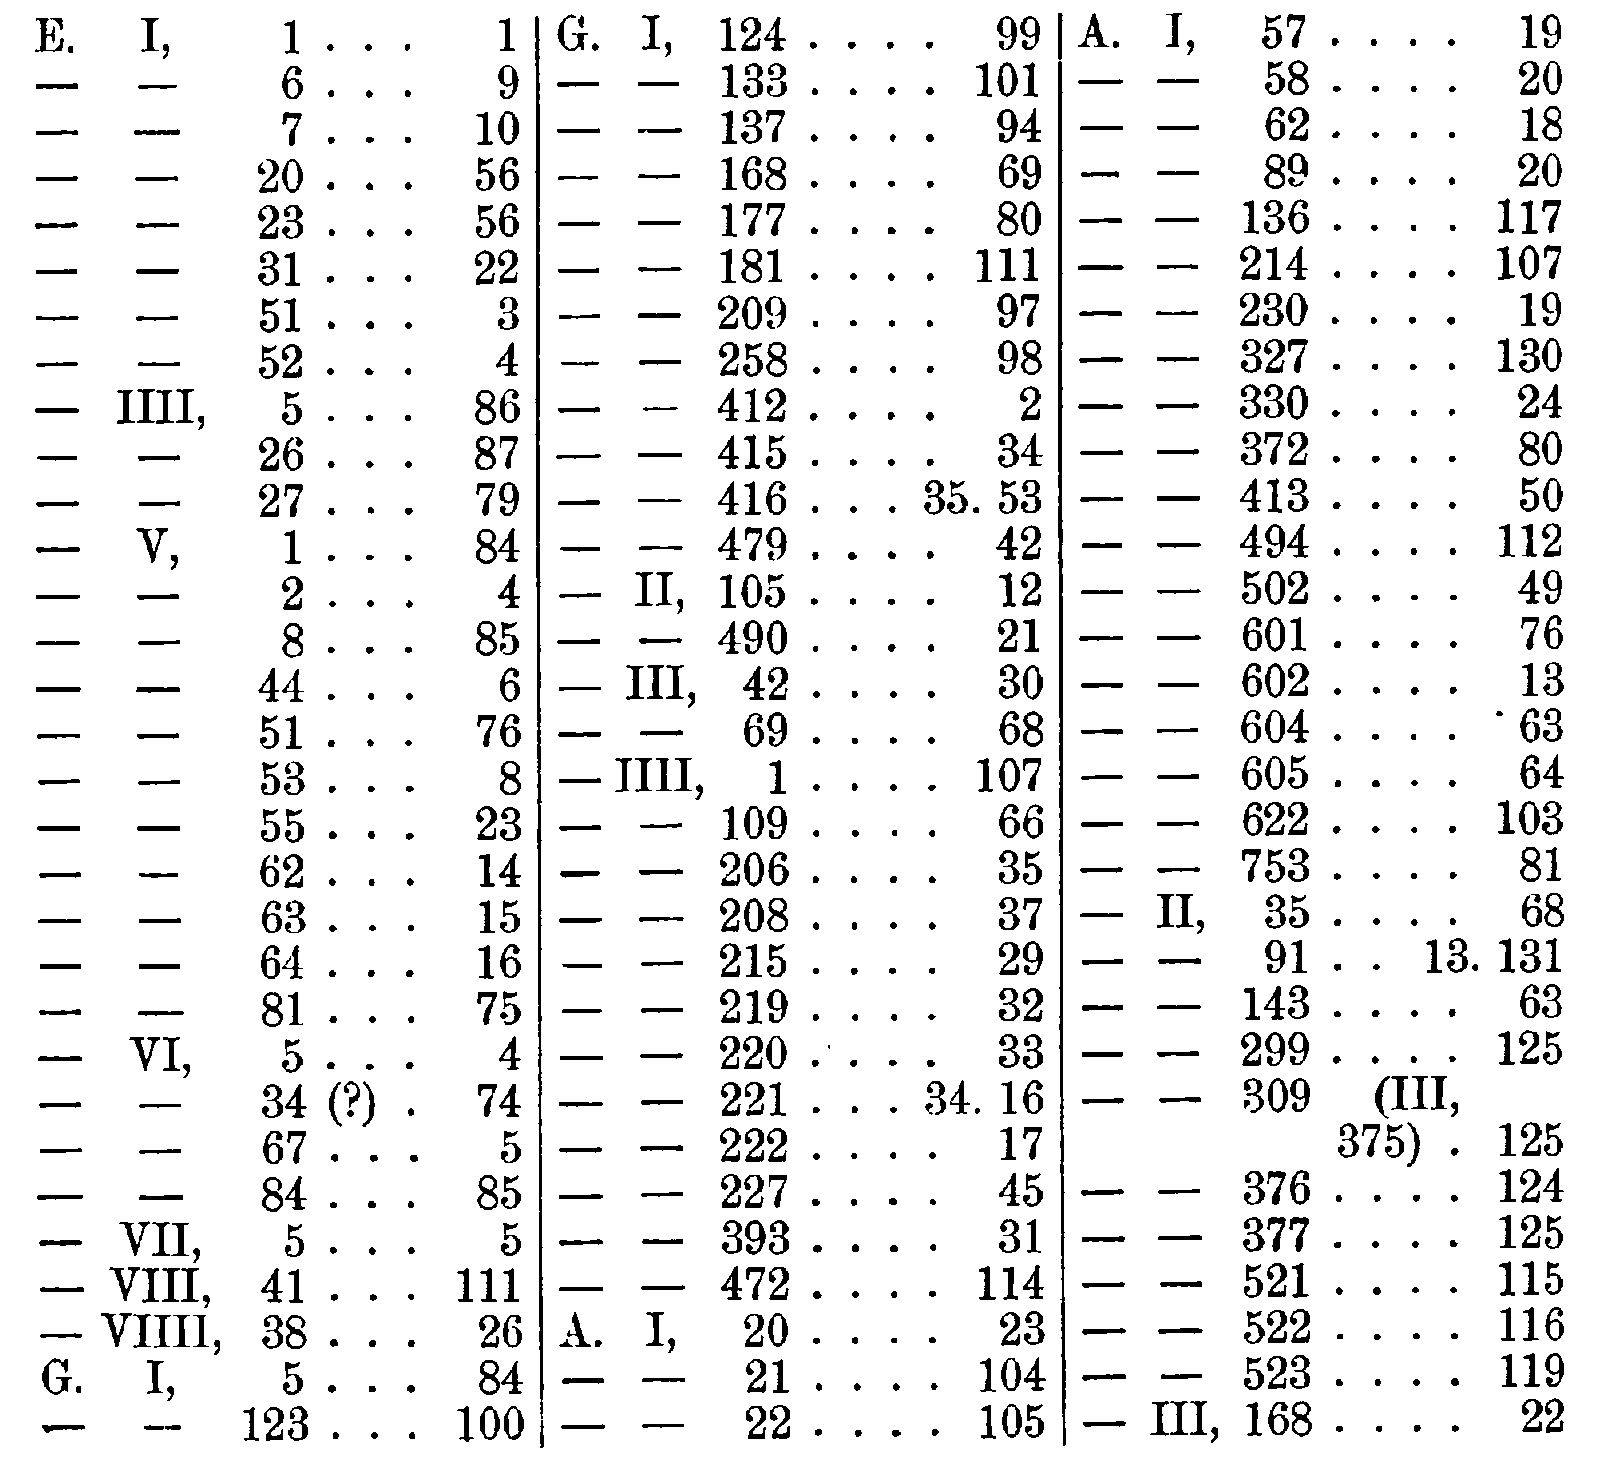 E. I, 1 . . . 1
— — 6 . . . 9
— — 7 . . . 10
— — 20 . . . 56
— — 23 . . . 56
— — 31 . . . 22
— — 51 . . . 3
— — 52 . . . 4
— IIII, 5 . . . 86
— — 26 . . . 87
— — 27 . . . 79
— V, 1 . . . 84
— — 2 . . . 4
— — 8 . . . 85
— — 44 . . . 6
— — 51 . . . 76
— — 53 . . . 8
— — 55 . . . 23
— — 62 . . . 14
— — 63 . . . 15
— — 64 . . . 16
— — 81 . . . 75
— VI, 5 . . . 4
— — 34 (?) . 74
— — 67 . . . 5
— — 84 . . . 85
— VII, 5 . . . 5
— VIII, 41 . . . 111
— VIIII, 38 . . . 26
G. I, 5 . . . 84
— — 123 . . . 100
G. I, 124 . . . . 99
— — 133 . . . . 101
— — 137 . . . . 94
— — 168 . . . . 69
— — 177 . . . . 80
— — 181 . . . . 111
— — 209 . . . . 97
— — 258 . . . . 98
— — 412 . . . . 2
— — 415 . . . . 34
— — 416 . . . 35. 53
— — 479 . . . . 42
— II, 105 . . . . 12
— — 490 . . . . 21
— III, 42 . . . . 30
— — 69 . . . . 68
— IIII, 1 . . . . 107
— — 109 . . . . 66
— — 206 . . . . 35
— — 208 . . . . 37
— — 215 . . . . 29
— — 219 . . . . 32
— — 220 . . . . 33
— — 221 . . . 34. 16
— — 222 . . . . 17
— — 227 . . . . 45
— — 393 . . . . 31
— — 472 . . . . 114
A. I, 20 . . . . 23
— — 21 . . . . 104
— — 22 . . . . 105
A. I, 57 . . . . 19
— — 58 . . . . 20
— — 62 . . . . 18
— — 89 . . . . 20
— — 136 . . . . 117
— — 214 . . . . 107
— — 230 . . . . 19
— — 327 . . . . 130
— — 330 . . . . 24
— — 372 . . . . 80
— — 413 . . . . 50
— — 494 . . . . 112
— — 502 . . . . 49
— — 601 . . . . 76
— — 602 . . . . 13
— — 604 . . . . 63
— — 605 . . . . 64
— — 622 . . . . 103
— — 753 . . . . 81
— II, 35 . . . . 68
— — 91 . . 13. 131
— — 143 . . . . 63
— — 299 . . . . 125
— — 309 (III,
375) . 125
— — 376 . . . . 124
— — 377 . . . . 125
— — 521 . . . . 115
— — 522 . . . . 116
— — 523 . . . . 119
— III, 168 . . . . 22